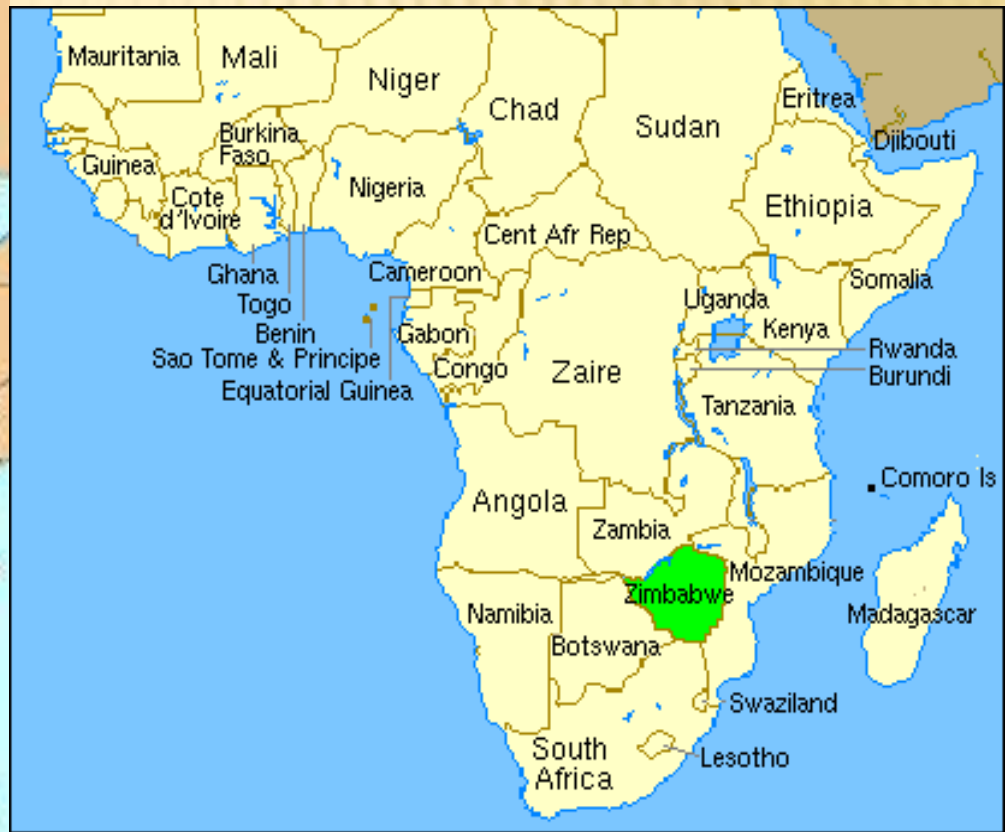 Mauritania
Mali
Niger
Chad
Sudan
Eritrea
Djibouti
Burkina
Faso
Guinea
Nigeria
Cote
d'Ivoire
Ethiopia
Cent Afr Rep
Ghana
Cameroon
Somalia
Togo
Uganda
Benin
Gabon
Kenya
Sao Tome & Principe
Rwanda
Congo
Zaire
Burundi
Equatorial Guinea
Tanzania
Comoro Is
Angola
Zambia
Mozambique
Zimbabwe
Namibia
Madagascar
Botswana
Swaziland
South
Africa
Lesotho